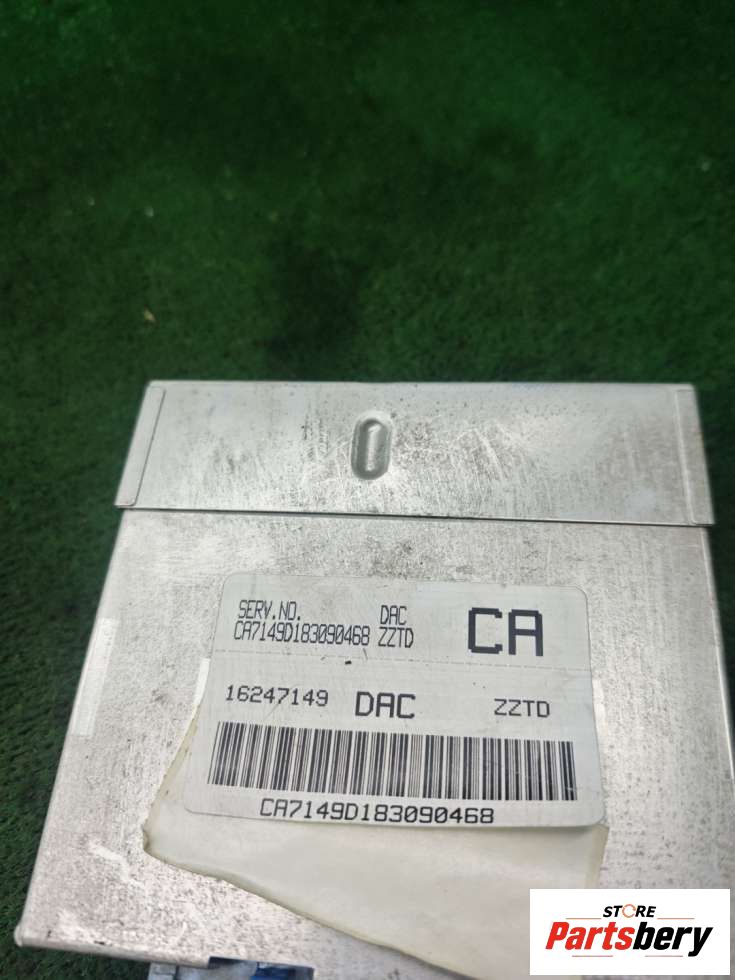 SERV.NO. DAC
CA7149D183090468 ZZTD
CA
16247149 DAC ZZTD
CA7149D183090468
STORE
Partsbery